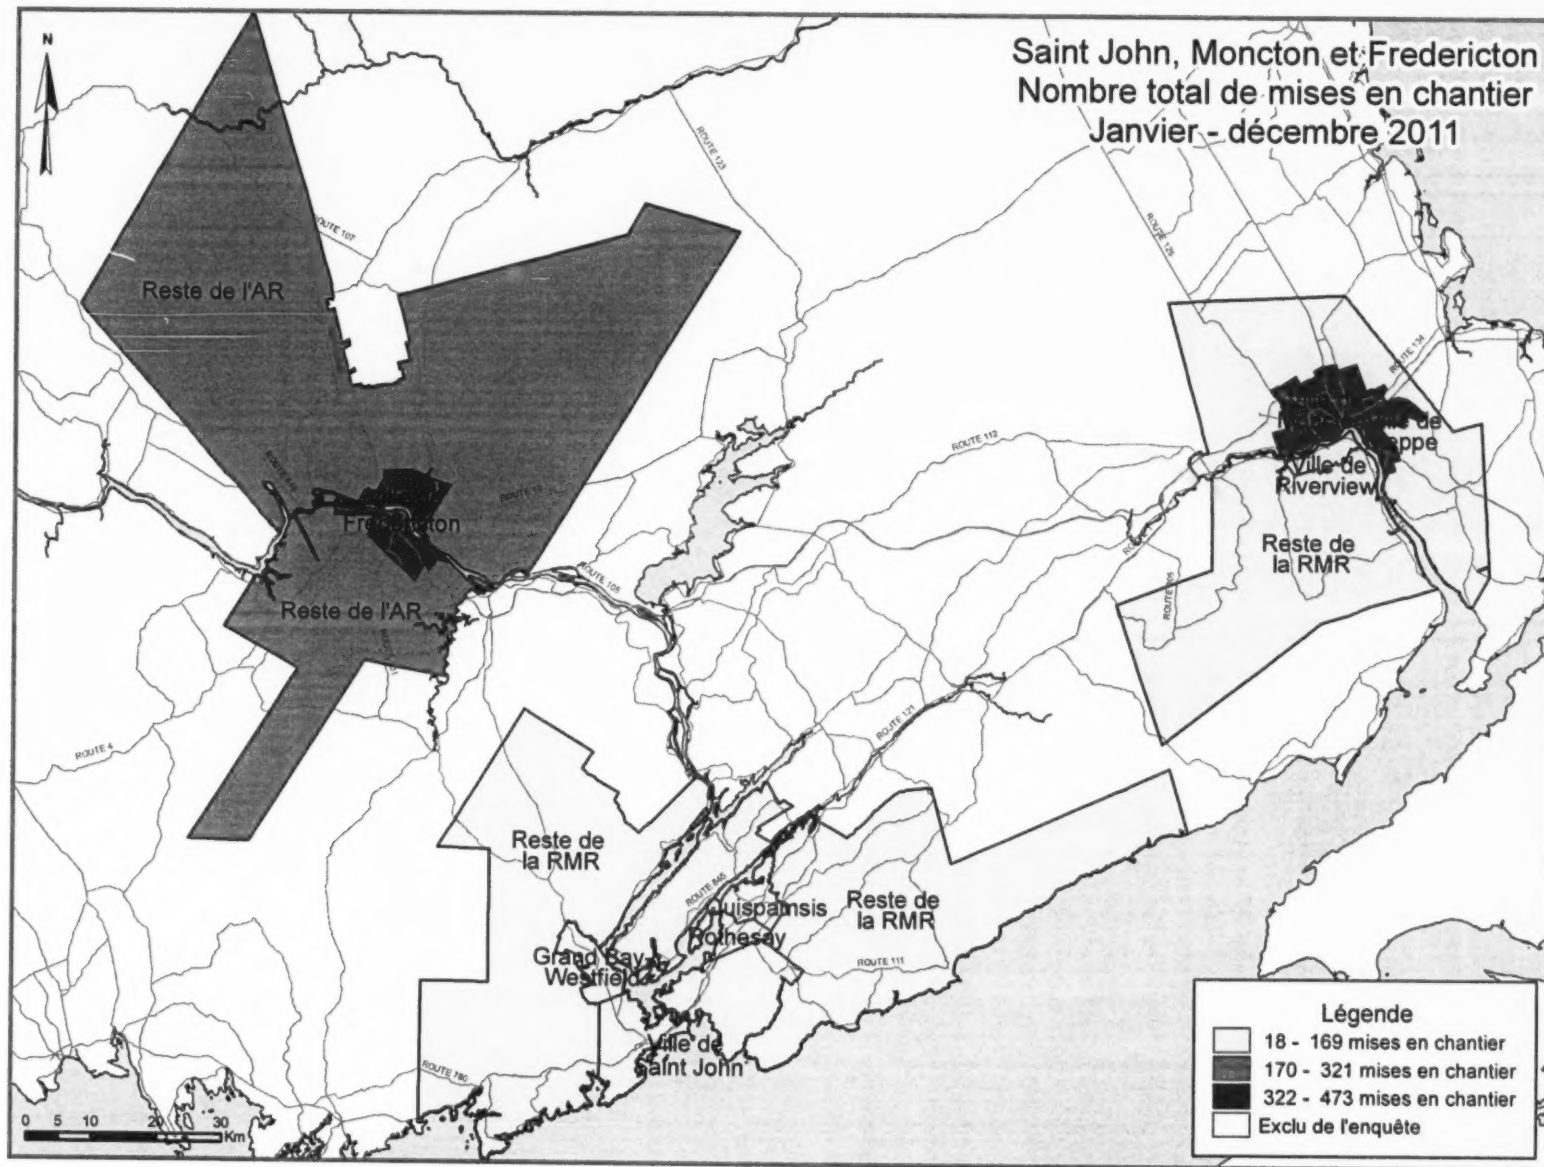 Saint John, Moncton et Fredericton
Nombre total de mises en chantier
Janvier - décembre 2011
N
ROUTE 123
ROUTE 107
ROUTE 126
Reste de l'AR
ROUTE 134
ROUTE 112
ROUTE 10
Ville de
Riverview
Fredericton
Reste de
la RMR
ROUTE 105
Reste de l'AR
ROUTE 121
ROUTE 4
Reste de
la RMR
ROUTE 845
Quispamsis
Rothesay
Reste de
la RMR
Grand Bay-
Westfield
ROUTE 111
Ville de
Saint John
ROUTE 780
Légende
18 - 169 mises en chantier
170 - 321 mises en chantier
322 - 473 mises en chantier
Exclu de l'enquête
0 5 10 20 30
Km